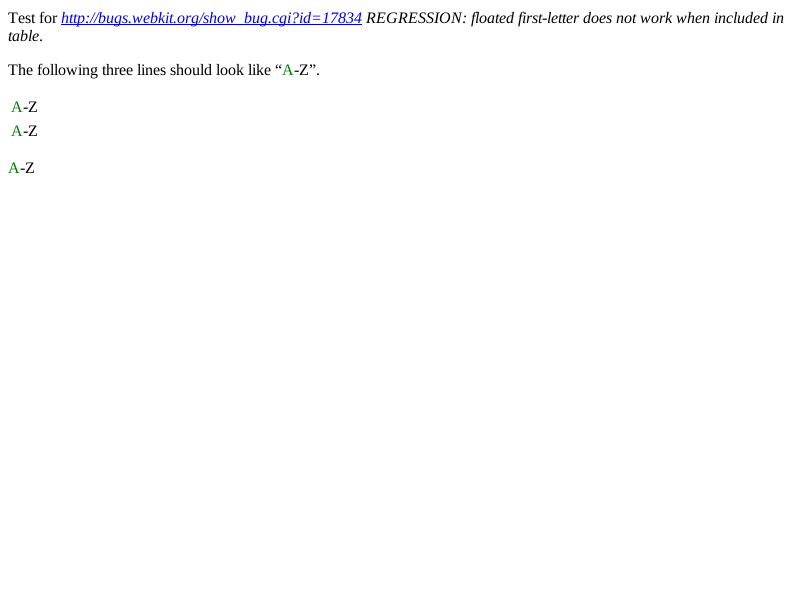 Test for http://bugs.webkit.org/show_bug.cgi?id=17834 REGRESSION: floated first-letter does not work when included in
table.
The following three lines should look like “A-Z”.
A-Z
A-Z
A-Z